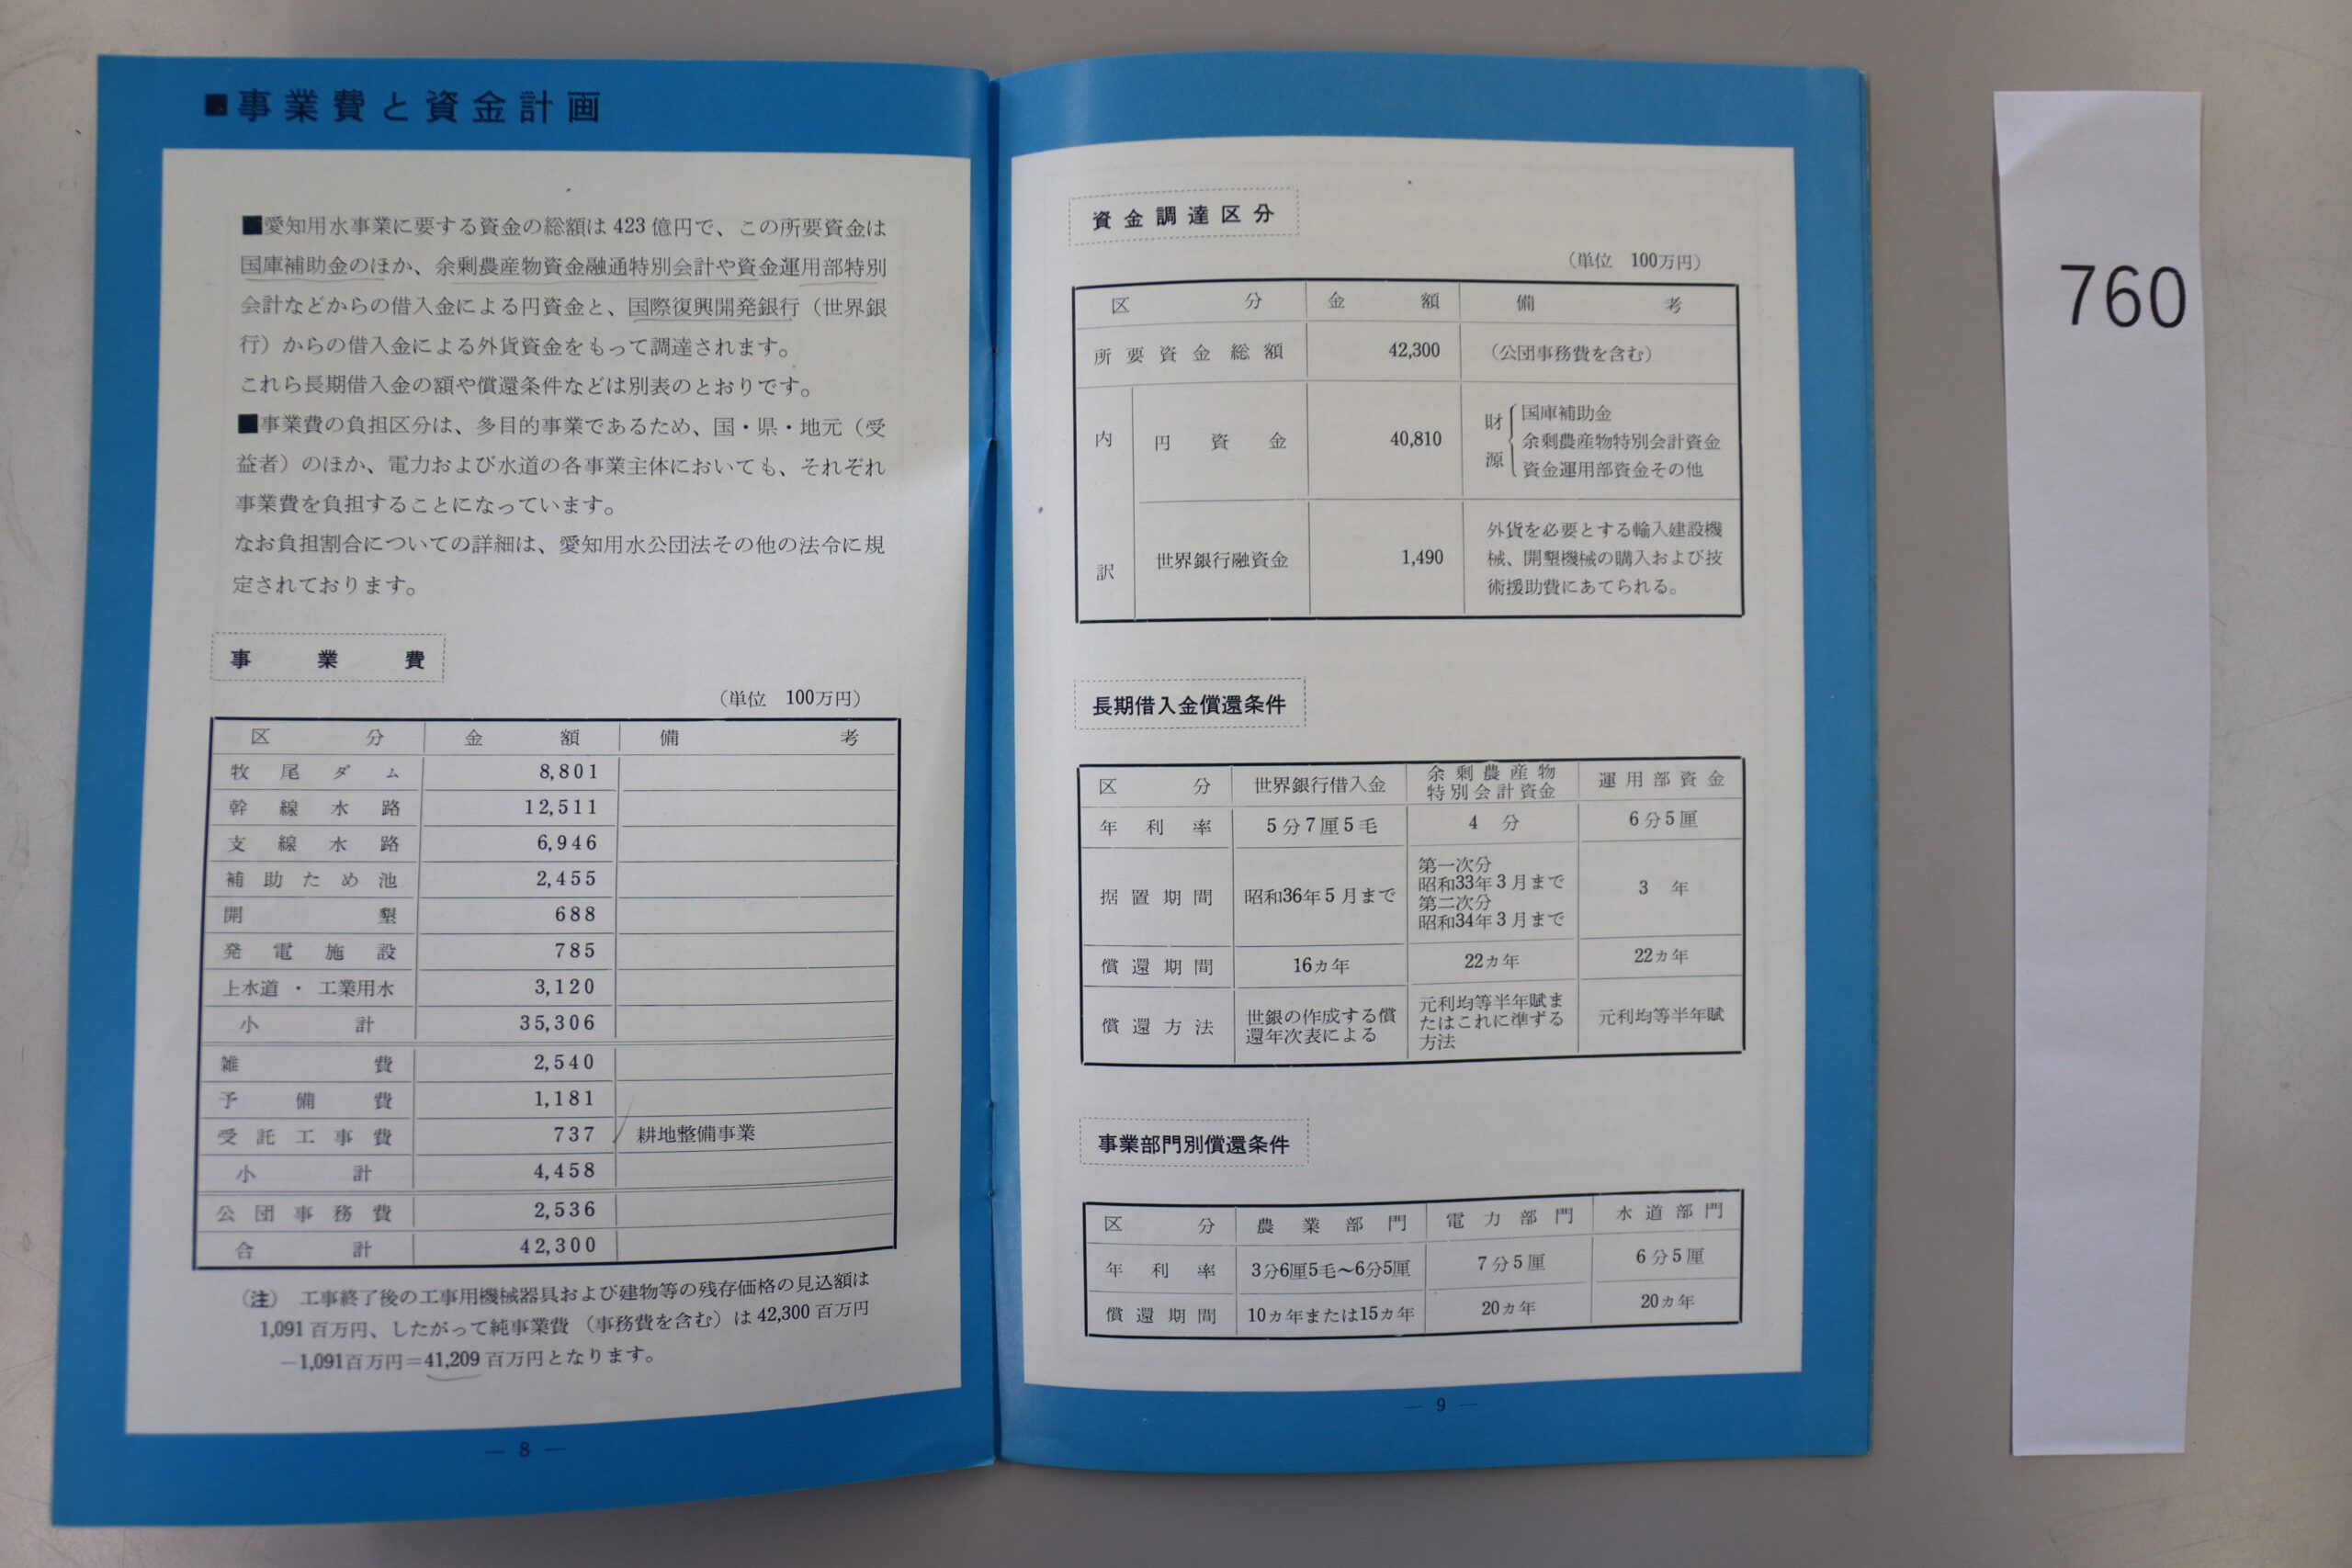 ■事業費と資金計画
■愛知用水事業に要する資金の総額は 423 億円で、この所要資金は
国庫補助金のほか、余剰農産物資金融通特別会計や資金運用部特別
会計などからの借入金による円資金と、国際復興開発銀行（世界銀
行）からの借入金による外貨資金をもって調達されます。
これら長期借入金の額や償還条件などは別表のとおりです。
■事業費の負担区分は、多目的事業であるため、国・県・地元（受
益者）のほか、電力および水道の各事業主体においても、それぞれ
事業費を負担することになっています。
なお負担割合についての詳細は、愛知用水公団法その他の法令に規
定されております。
事業費
（単位　100万円）
区分　金額　備考
牧尾ダム　8,801
幹線水路　12,511
支線水路　6,946
補助ため池　2,455
開墾　688
発電施設　785
上水道・工業用水　3,120
小計　35,306
雑費　2,540
予備費　1,181
受託工事費　737　耕地整備事業
小計　4,458
公団事務費　2,536
合計　42,300
（注）　工事終了後の工事用機械器具および建物等の残存価格の見込額は
1,091 百万円、したがって純事業費（事務費を含む）は 42,300 百万円
－1,091百万円＝41,209 百万円となります。
— 8 —
資金調達区分
（単位　100万円）
区分　金額　備考
所要資金総額　42,300　（公団事務費を含む）
内訳
円資金　40,810　財源
国庫補助金
余剰農産物特別会計資金
資金運用部資金その他
世界銀行融資金　1,490
外貨を必要とする輸入建設機
械、開墾機械の購入および技
術援助費にあてられる。
長期借入金償還条件
区分　世界銀行借入金　余剰農産物特別会計資金　運用部資金
年利率　5分7厘5毛　4分　6分5厘
据置期間　昭和36年5月まで
第一次分
昭和33年3月まで
第二次分
昭和34年3月まで
3年
償還期間　16カ年　22カ年　22カ年
償還方法
世銀の作成する償
還年次表による
元利均等半年賦ま
たはこれに準ずる
方法
元利均等半年賦
事業部門別償還条件
区分　農業部門　電力部門　水道部門
年利率　3分6厘5毛〜6分5厘　7分5厘　6分5厘
償還期間　10カ年または15カ年　20カ年　20カ年
— 9 —
760